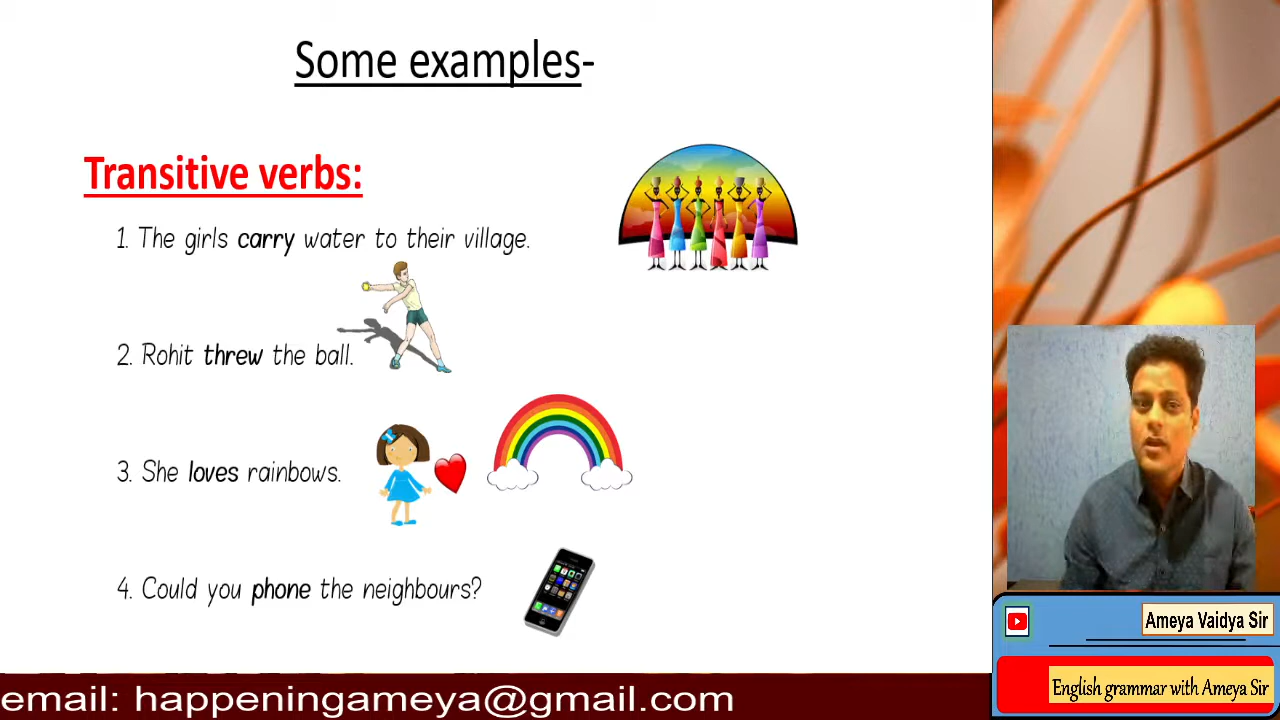 Some examples-
Transitive verbs:
1. The girls carry water to their village.
2. Rohit threw the ball.
3. She loves rainbows.
4. Could you phone the neighbours?
Ameya Vaidya Sir
English grammar with Ameya Sir
email: happeningameya@gmail.com